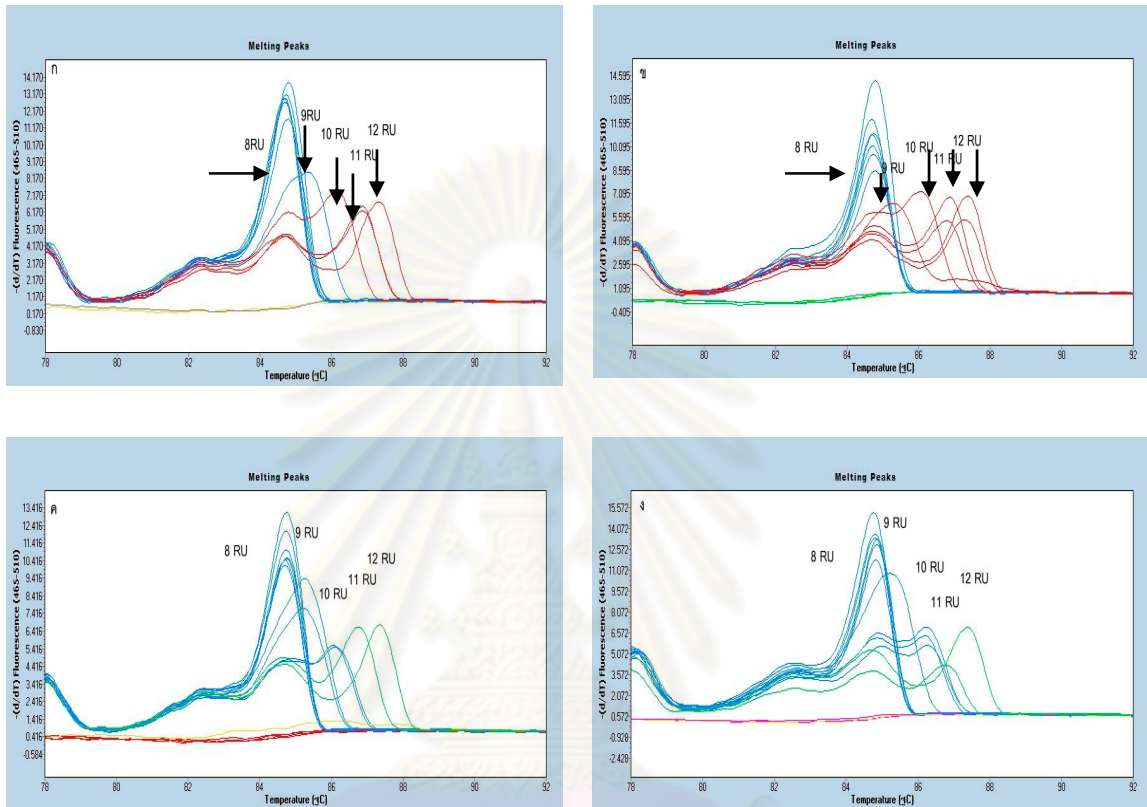 Melting Peaks
ก
14.170
13.170
12.170
11.170
10.170
9.170
8.170
7.170
6.170
5.170
4.170
3.170
2.170
1.170
0.170
-0.830
-(d/dT) Fluorescence (465-510)
8RU
9RU
10 RU
11 RU
12 RU
78 80 82 84 86 88 90 92
Temperature (ºC)
Melting Peaks
ข
14.595
13.095
11.595
10.095
8.595
7.095
5.595
4.095
2.595
1.095
-0.405
-(d/dT) Fluorescence (465-510)
8 RU
9 RU
10 RU
11 RU
12 RU
78 80 82 84 86 88 90 92
Temperature (ºC)
Melting Peaks
ค
13.416
12.416
11.416
10.416
9.416
8.416
7.416
6.416
5.416
4.416
3.416
2.416
1.416
0.416
-0.584
-(d/dT) Fluorescence (465-510)
8 RU
9 RU
10 RU
11 RU
12 RU
78 80 82 84 86 88 90 92
Temperature (ºC)
Melting Peaks
ง
15.572
14.072
12.572
11.072
9.572
8.072
6.572
5.072
3.572
2.072
0.572
-0.928
-2.428
-(d/dT) Fluorescence (465-510)
8 RU
9 RU
10 RU
11 RU
12 RU
78 80 82 84 86 88 90 92
Temperature (ºC)